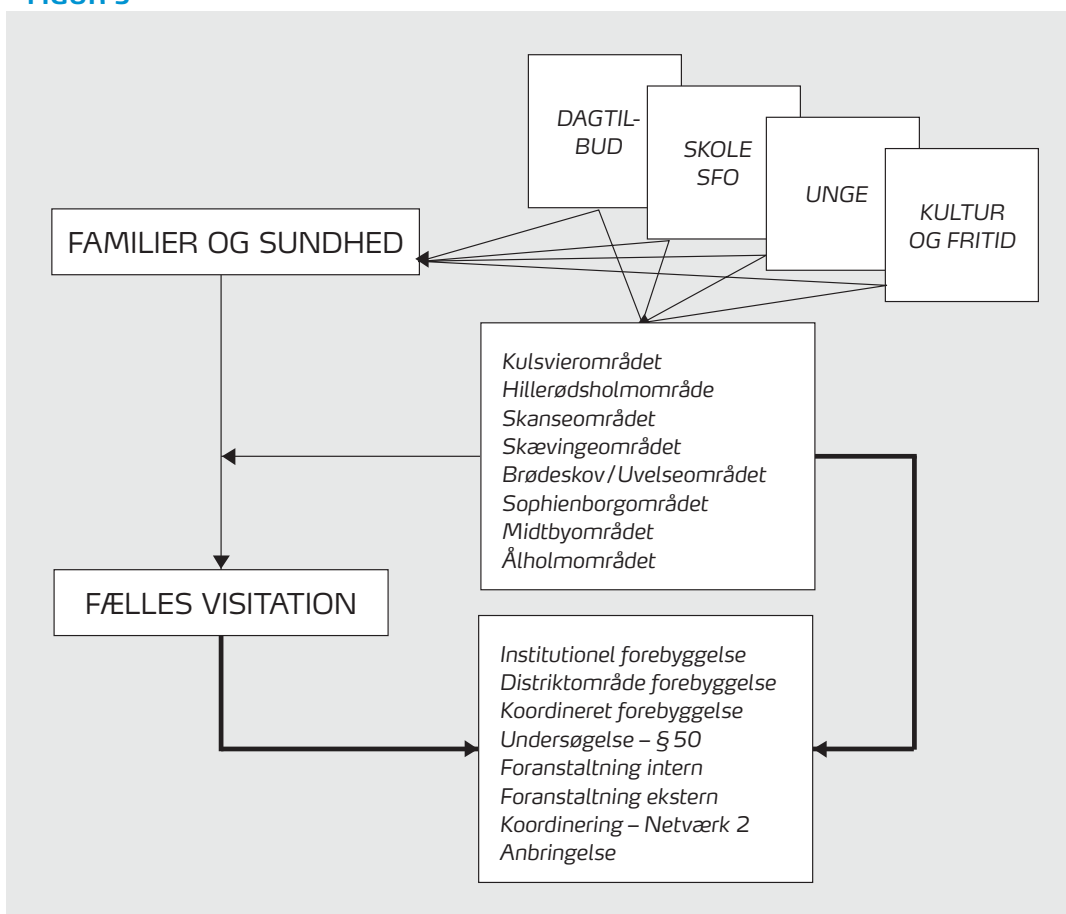 DAGTIL-
BUD
SKOLE
SFO
UNGE
KULTUR
OG FRITID
FAMILIER OG SUNDHED
Kulsvierområdet
Hillerødsholmområde
Skanseområdet
Skævingeområdet
Brødeskov/Uvelseområdet
Sophienborgområdet
Midtbyområdet
Ålholmområdet
FÆLLES VISITATION
Institutionel forebyggelse
Distriktområde forebyggelse
Koordineret forebyggelse
Undersøgelse – § 50
Foranstaltning intern
Foranstaltning ekstern
Koordinering – Netværk 2
Anbringelse